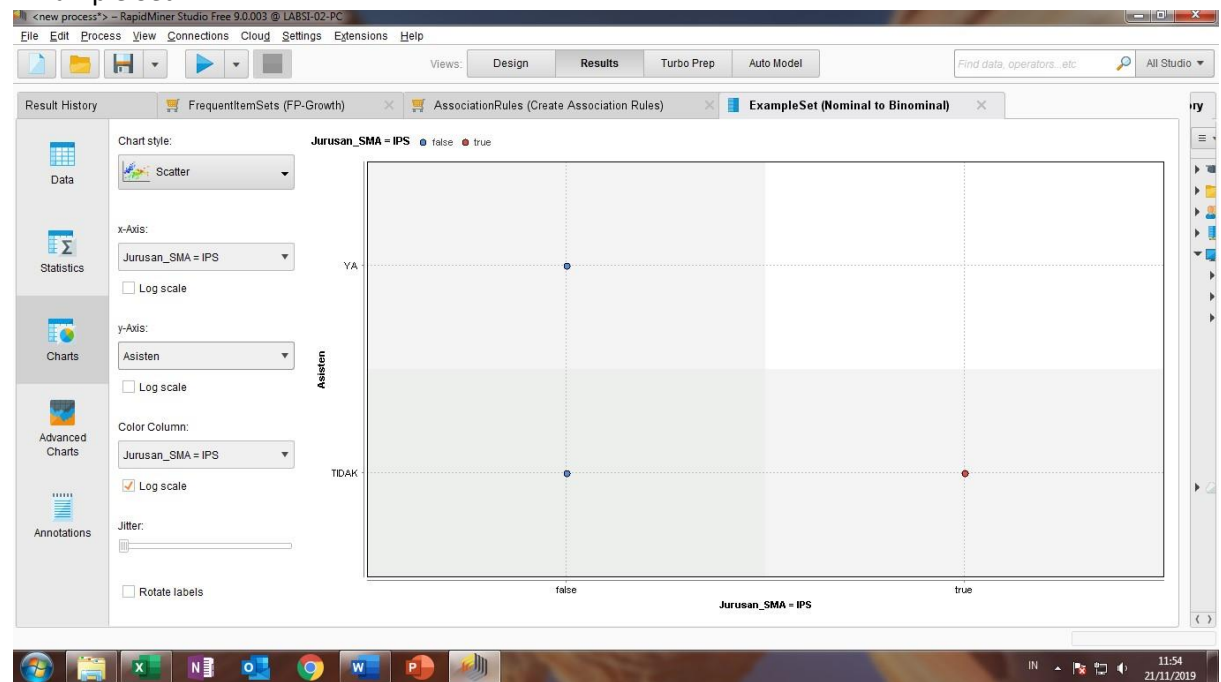 <new process*> – RapidMiner Studio Free 9.0.003 @ LABSI-02-PC
File Edit Process View Connections Cloud Settings Extensions Help
Views: Design Results Turbo Prep Auto Model Find data, operators...etc All Studio
Result History FrequentItemSets (FP-Growth) AssociationRules (Create Association Rules) ExampleSet (Nominal to Binominal)
Data
Statistics
Charts
Advanced Charts
Annotations
Chart style:
Scatter
x-Axis:
Jurusan_SMA = IPS
Log scale
y-Axis:
Asisten
Log scale
Color Column:
Jurusan_SMA = IPS
Log scale
Jitter:
Rotate labels
Jurusan_SMA = IPS false true
YA
Asisten
TIDAK
false true
Jurusan_SMA = IPS
IN 11:54
21/11/2019